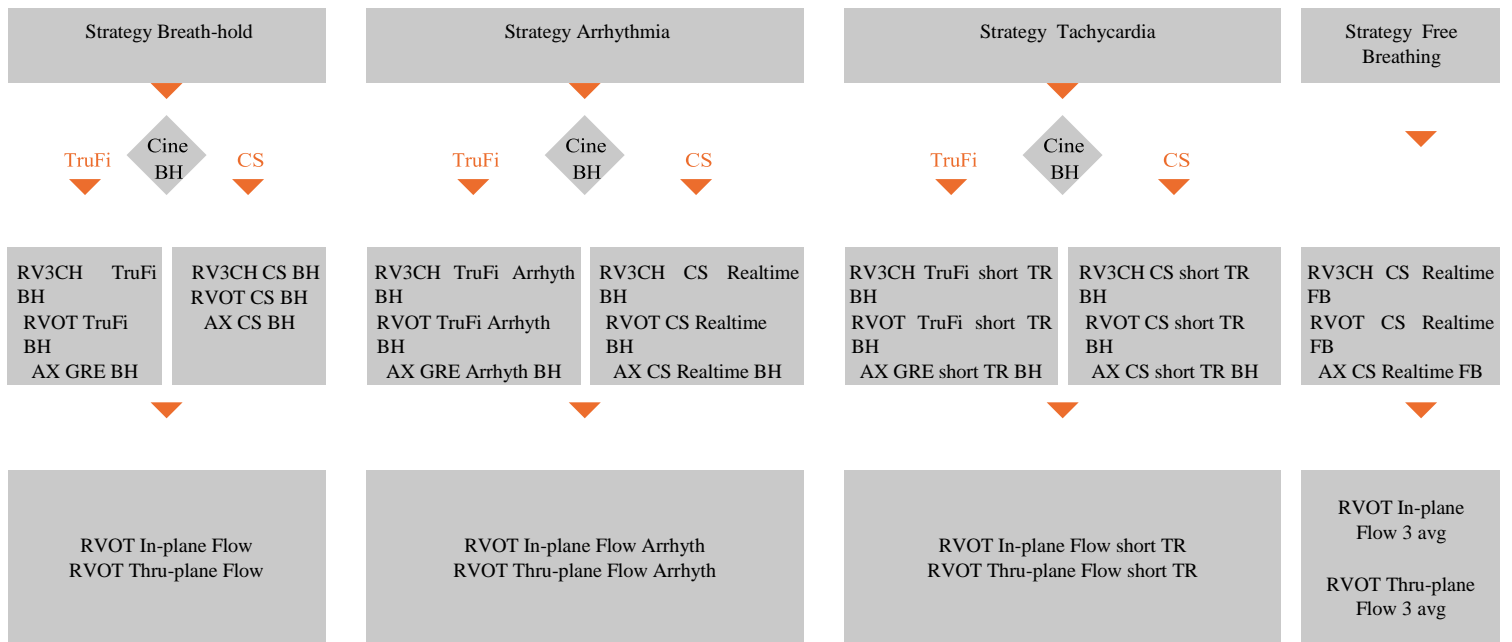 Strategy Breath-hold
Cine
BH
TruFi
CS
RV3CH TruFi
BH
RVOT TruFi
BH
AX GRE BH
RV3CH CS BH
RVOT CS BH
AX CS BH
RVOT In-plane Flow
RVOT Thru-plane Flow
Strategy Arrhythmia
Cine
BH
TruFi
CS
RV3CH TruFi Arrhyth
BH
RVOT TruFi Arrhyth
BH
AX GRE Arrhyth BH
RV3CH CS Realtime
BH
RVOT CS Realtime
BH
AX CS Realtime BH
RVOT In-plane Flow Arrhyth
RVOT Thru-plane Flow Arrhyth
Strategy Tachycardia
Cine
BH
TruFi
CS
RV3CH TruFi short TR
BH
RVOT TruFi short TR
BH
AX GRE short TR BH
RV3CH CS short TR
BH
RVOT CS short TR
BH
AX CS short TR BH
RVOT In-plane Flow short TR
RVOT Thru-plane Flow short TR
Strategy Free
Breathing
RV3CH CS Realtime
FB
RVOT CS Realtime
FB
AX CS Realtime FB
RVOT In-plane
Flow 3 avg
RVOT Thru-plane
Flow 3 avg